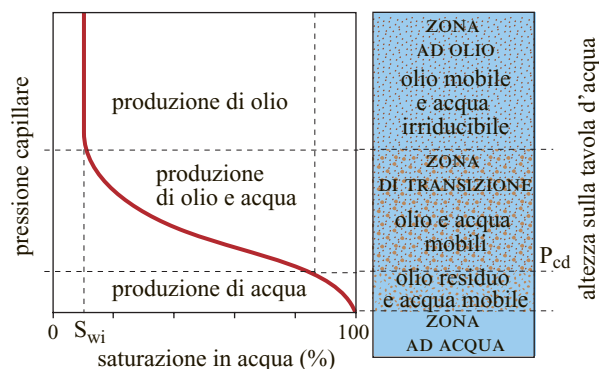 pressione capillare
produzione di olio
produzione
di olio e acqua
produzione di acqua
0
S_wi
100
saturazione in acqua (%)
ZONA
AD OLIO
olio mobile
e acqua
irriducibile
ZONA
DI TRANSIZIONE
olio e acqua
mobili
olio residuo
e acqua mobile
ZONA
AD ACQUA
P_cd
altezza sulla tavola d’acqua